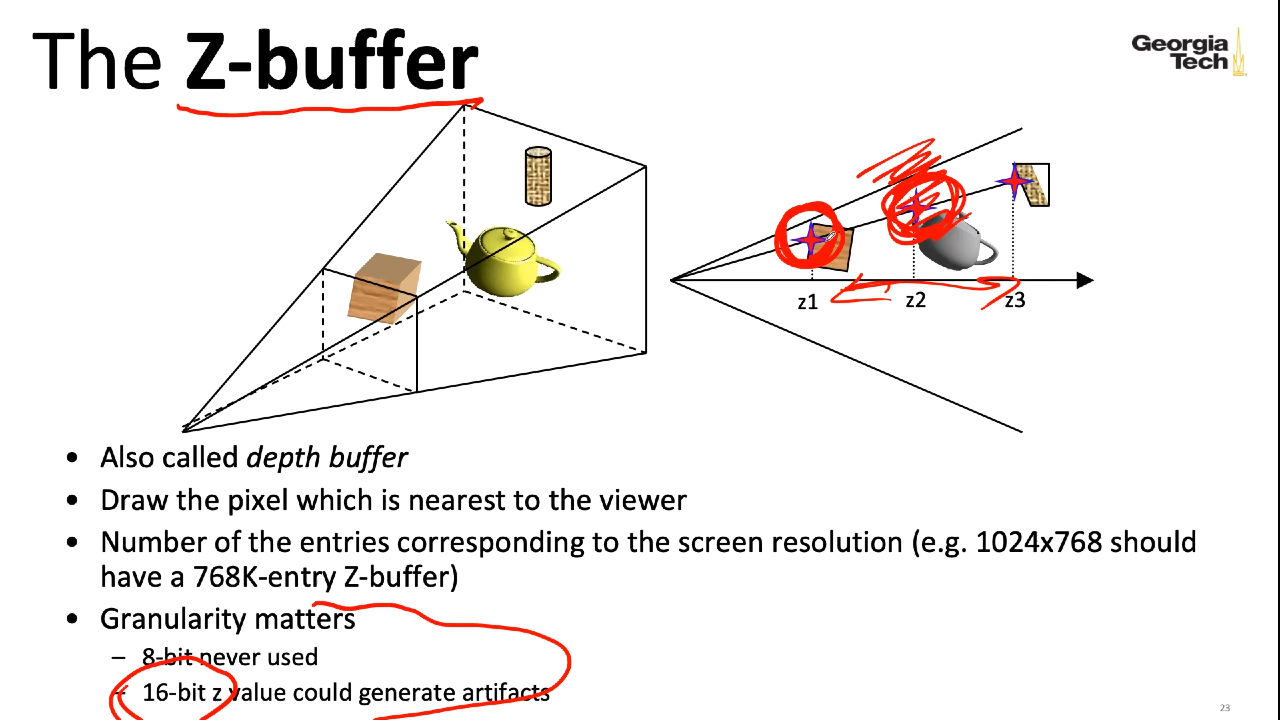 The Z-buffer
Georgia
Tech
z1
z2
z3
• Also called depth buffer
• Draw the pixel which is nearest to the viewer
• Number of the entries corresponding to the screen resolution (e.g. 1024x768 should
have a 768K-entry Z-buffer)
• Granularity matters
– 8-bit never used
– 16-bit z value could generate artifacts
23